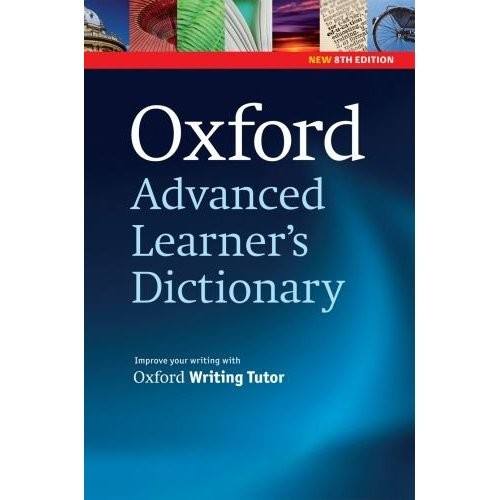 NEW 8TH EDITION
Oxford
Advanced
Learner's
Dictionary
Improve your writing with
Oxford Writing Tutor